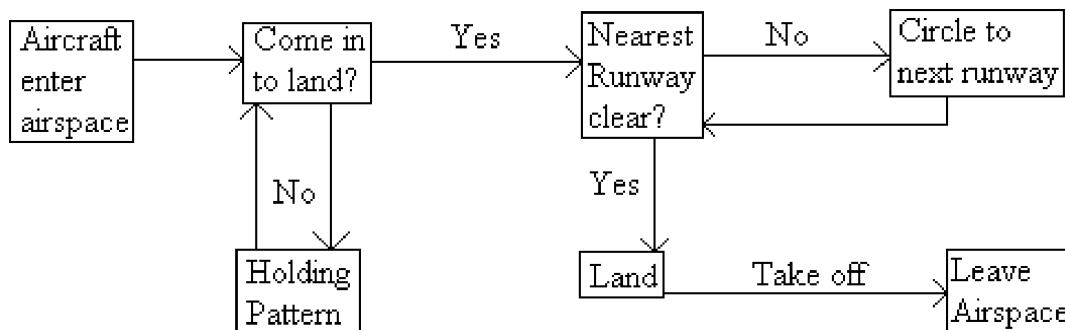 Aircraft
enter
airspace
Come in
to land?
Yes
Nearest
Runway
clear?
No
Circle to
next runway
No
Holding
Pattern
Yes
Land
Take off
Leave
Airspace